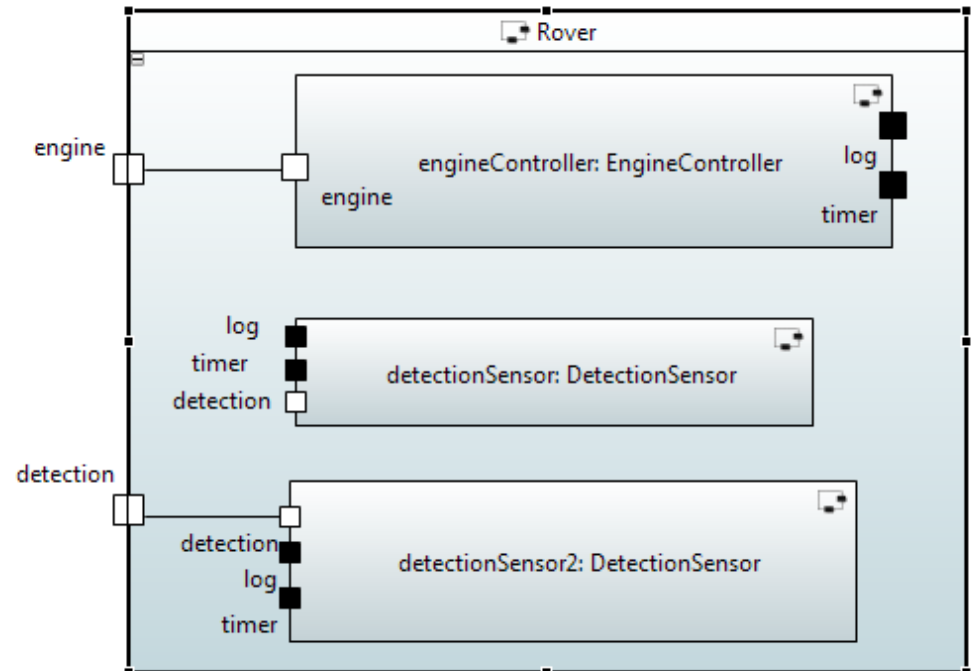 Rover
engine
engineController: EngineController
log
engine
timer
log
timer
detectionSensor: DetectionSensor
detection
detection
detection
detectionSensor2: DetectionSensor
log
timer